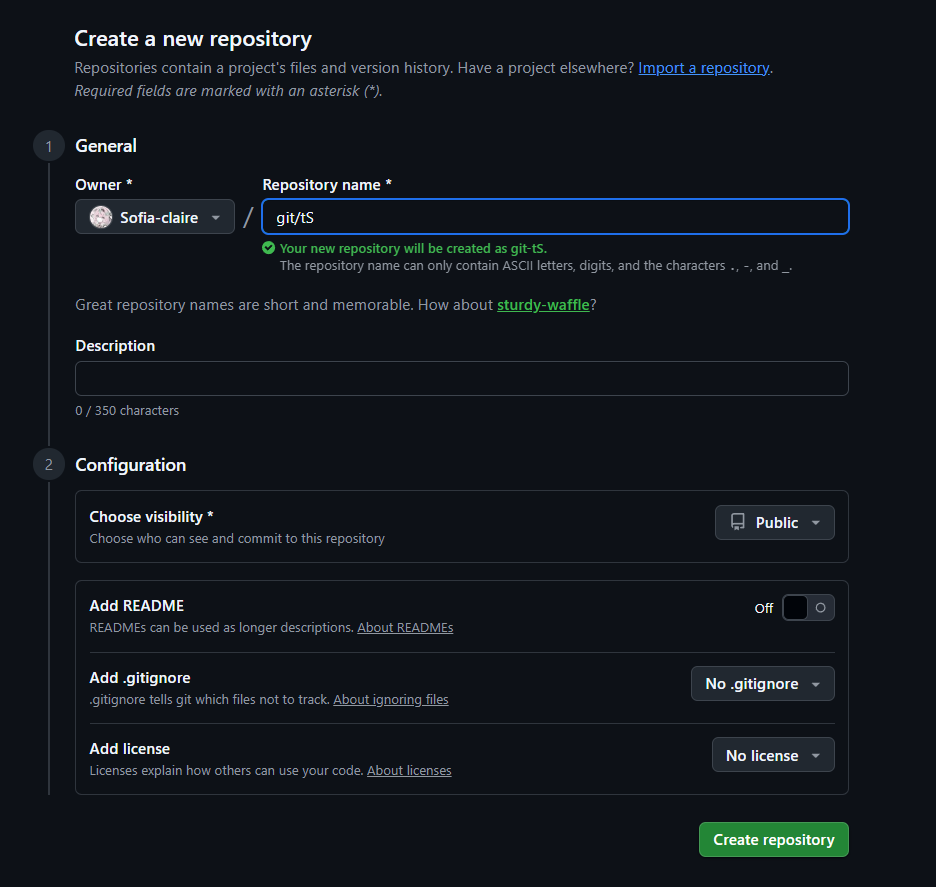 Create a new repository
Repositories contain a project's files and version history. Have a project elsewhere? Import a repository.
Required fields are marked with an asterisk (*).
1 General
Owner * Repository name *
Sofia-claire / git/tS
Your new repository will be created as git-tS.
The repository name can only contain ASCII letters, digits, and the characters ., -, and _.
Great repository names are short and memorable. How about sturdy-waffle?
Description
0 / 350 characters
2 Configuration
Choose visibility *
Public
Choose who can see and commit to this repository
Add README
Off
READMEs can be used as longer descriptions. About READMEs
Add .gitignore
No .gitignore
.gitignore tells git which files not to track. About ignoring files
Add license
No license
Licenses explain how others can use your code. About licenses
Create repository